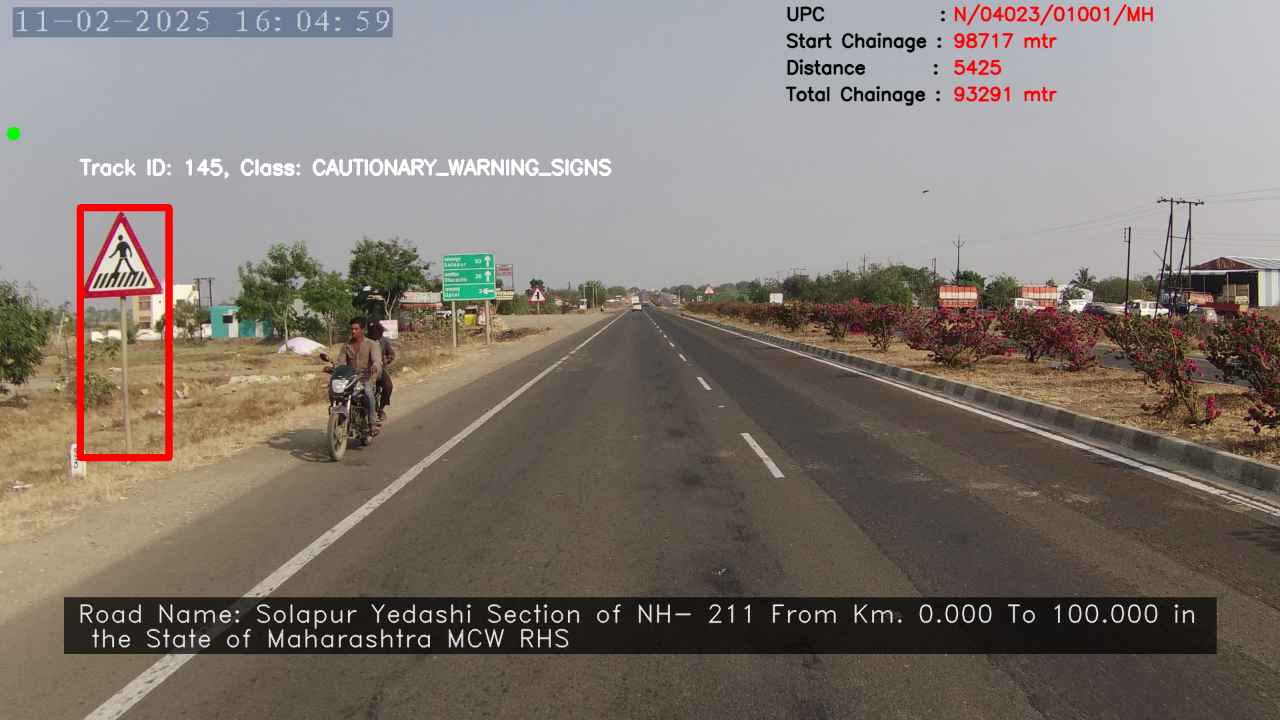 11-02-2025 16:04:59
UPC : N/04023/01001/MH
Start Chainage : 98717 mtr
Distance : 5425
Total Chainage : 93291 mtr
Track ID: 145, Class: CAUTIONARY_WARNING_SIGNS
Solapur
Road Name: Solapur Yedashi Section of NH- 211 From Km. 0.000 To 100.000 in
the State of Maharashtra MCW RHS